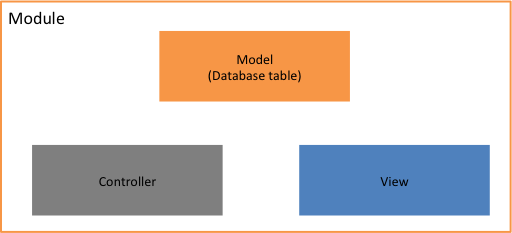 Module
Model
(Database table)
Controller
View